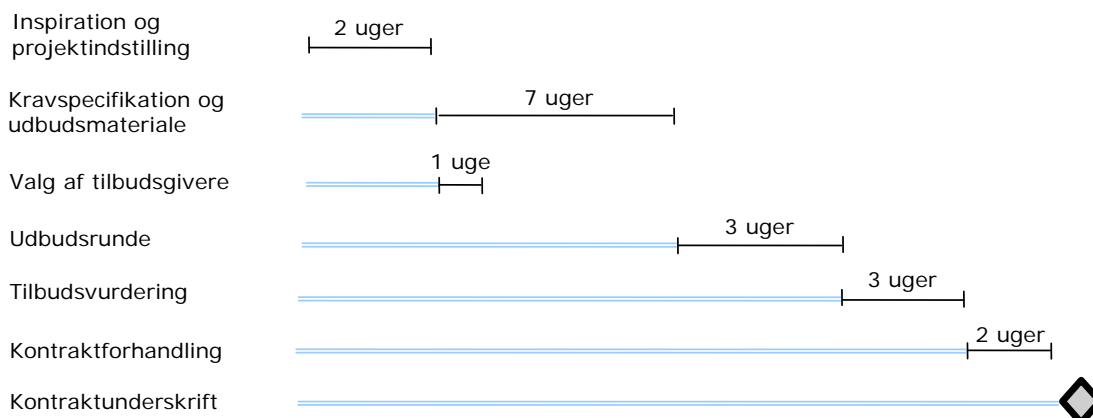 Inspiration og
projektindstilling
2 uger
Kravspecifikation og
udbudsmateriale
7 uger
1 uge
Valg af tilbudsgivere
Udbudsrunde
3 uger
Tilbudsvurdering
3 uger
Kontraktforhandling
2 uger
Kontraktunderskrift